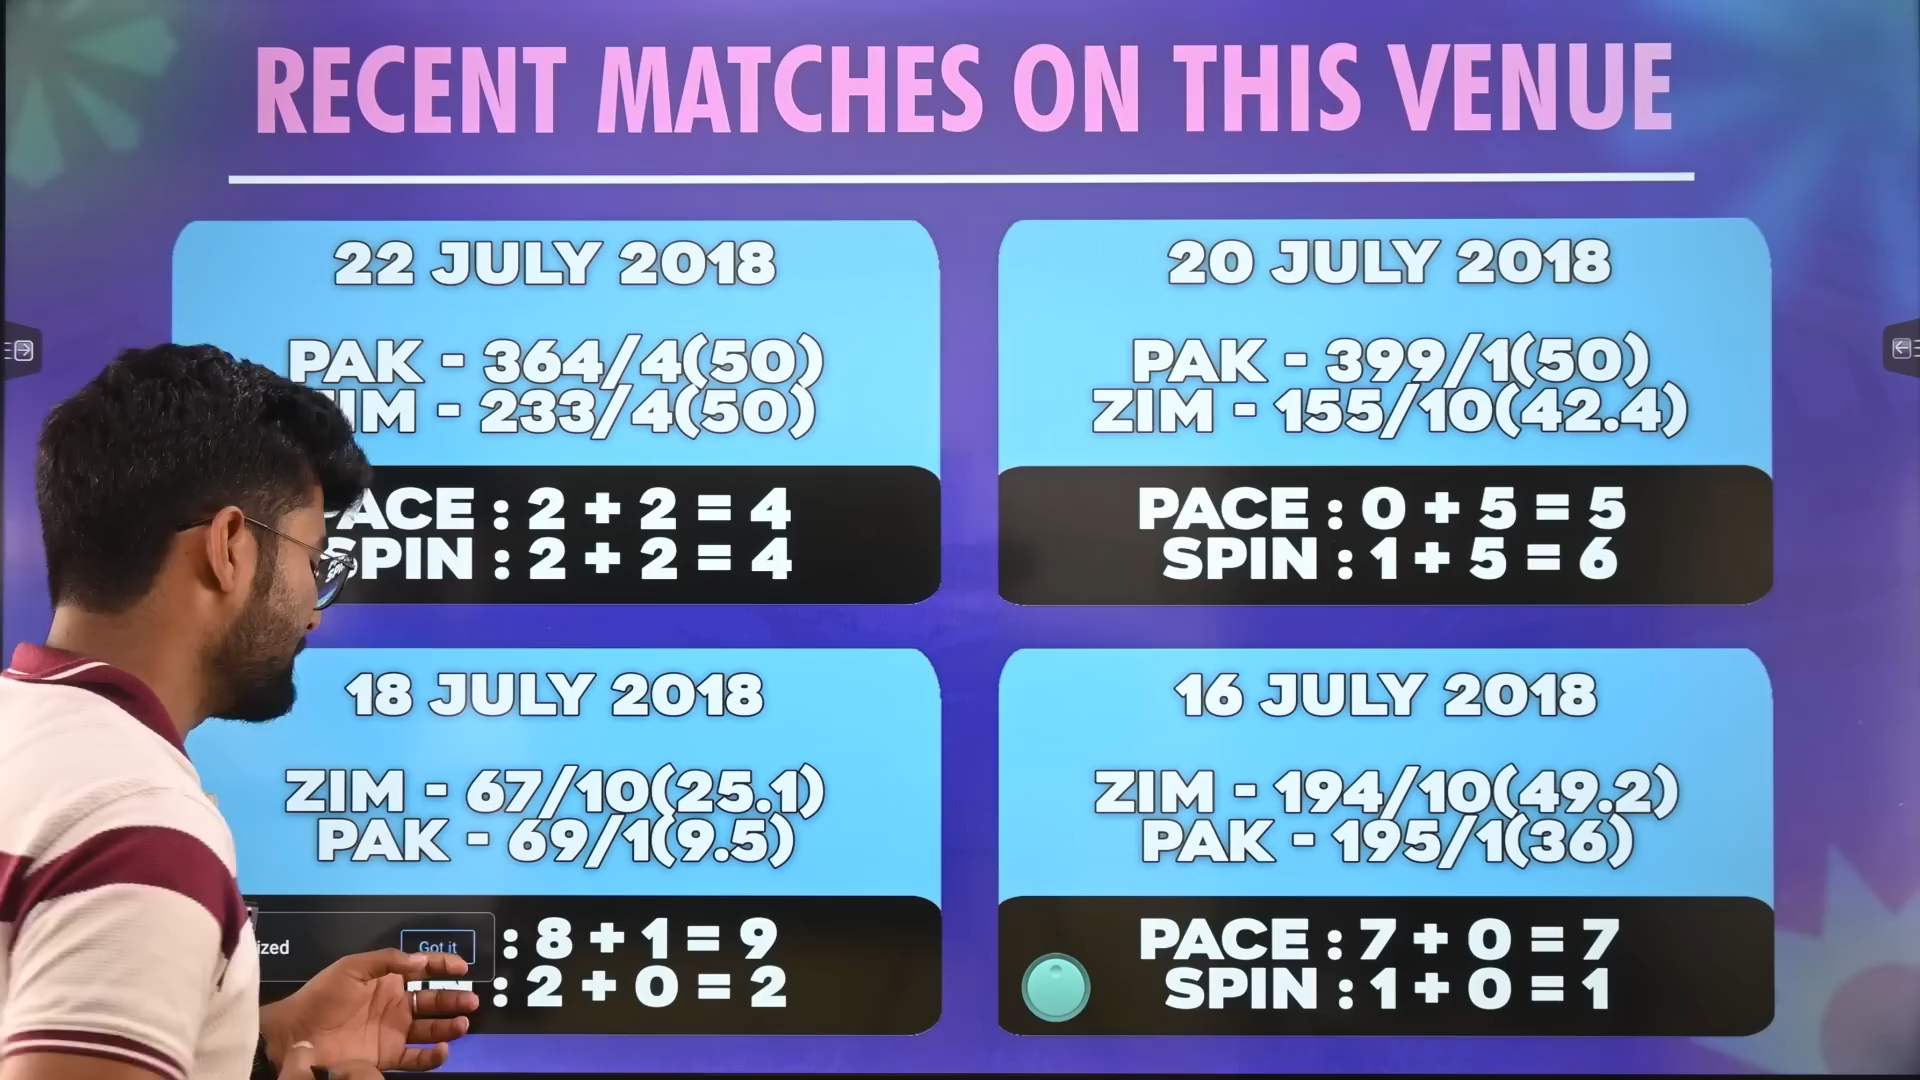 RECENT MATCHES ON THIS VENUE
22 JULY 2018
PAK - 364/4(50)
IM - 233/4(50)
PACE : 2 + 2 = 4
SPIN : 2 + 2 = 4
20 JULY 2018
PAK - 399/1(50)
ZIM - 155/10(42.4)
PACE : 0 + 5 = 5
SPIN : 1 + 5 = 6
18 JULY 2018
ZIM - 67/10(25.1)
PAK - 69/1(9.5)
: 8 + 1 = 9
: 2 + 0 = 2
ized
Got it
16 JULY 2018
ZIM - 194/10(49.2)
PAK - 195/1(36)
PACE : 7 + 0 = 7
SPIN : 1 + 0 = 1